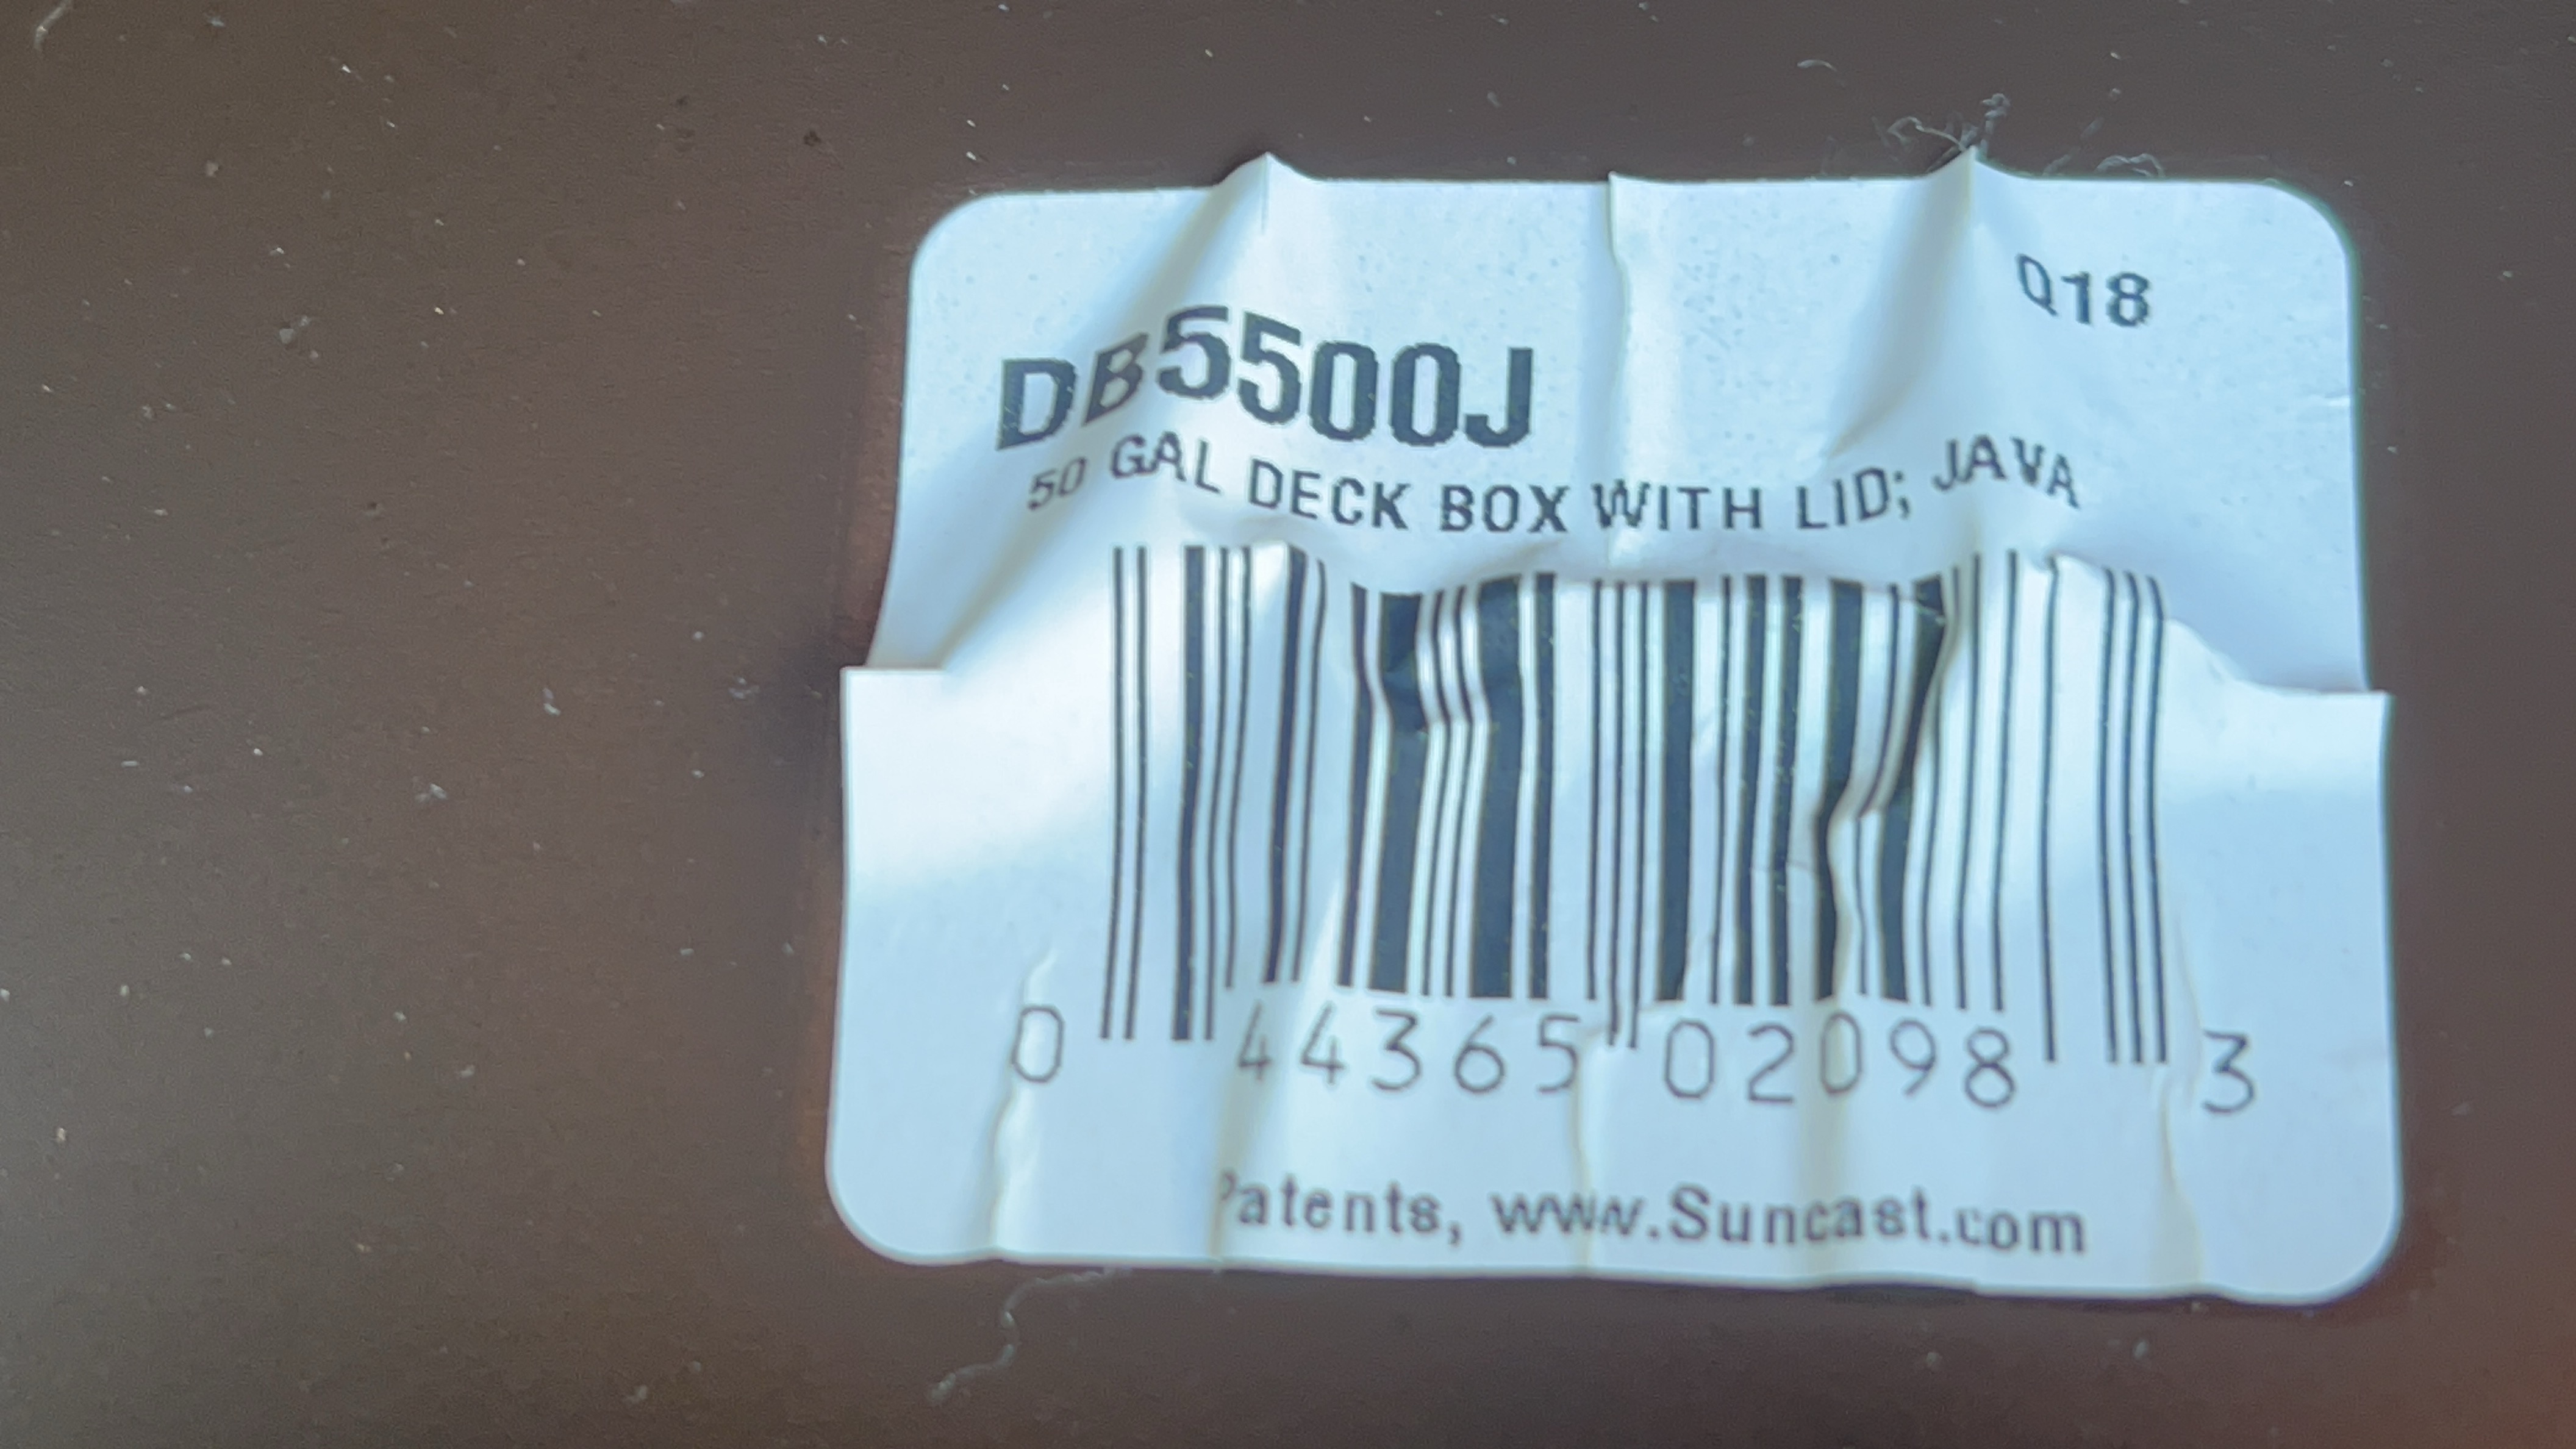 Q18
DB5500J
50 GAL DECK BOX WITH LID; JAVA
0 44365 02098 3
Patents, www.Suncast.com